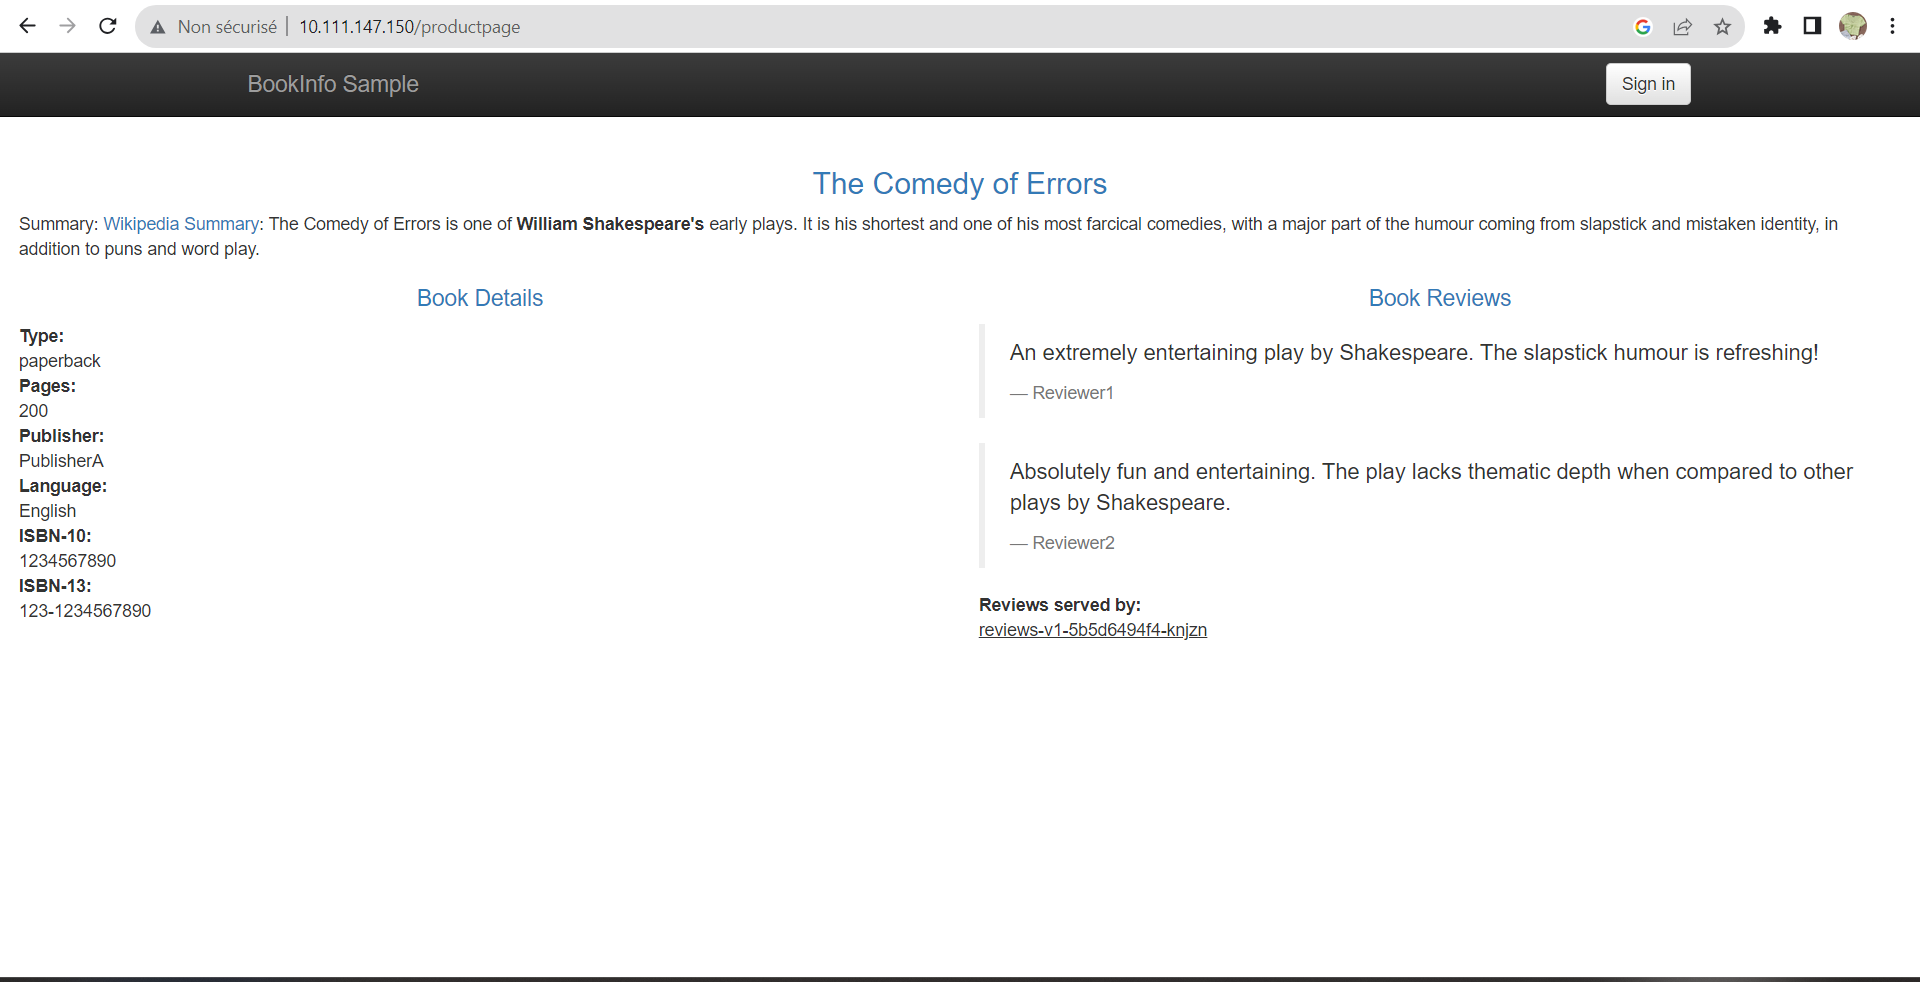 Non sécurisé | 10.111.147.150/productpage
BookInfo Sample
Sign in
The Comedy of Errors
Summary: Wikipedia Summary: The Comedy of Errors is one of William Shakespeare's early plays. It is his shortest and one of his most farcical comedies, with a major part of the humour coming from slapstick and mistaken identity, in
addition to puns and word play.
Book Details
Type:
paperback
Pages:
200
Publisher:
PublisherA
Language:
English
ISBN-10:
1234567890
ISBN-13:
123-1234567890
Book Reviews
An extremely entertaining play by Shakespeare. The slapstick humour is refreshing!
— Reviewer1
Absolutely fun and entertaining. The play lacks thematic depth when compared to other
plays by Shakespeare.
— Reviewer2
Reviews served by:
reviews-v1-5b5d6494f4-knjzn